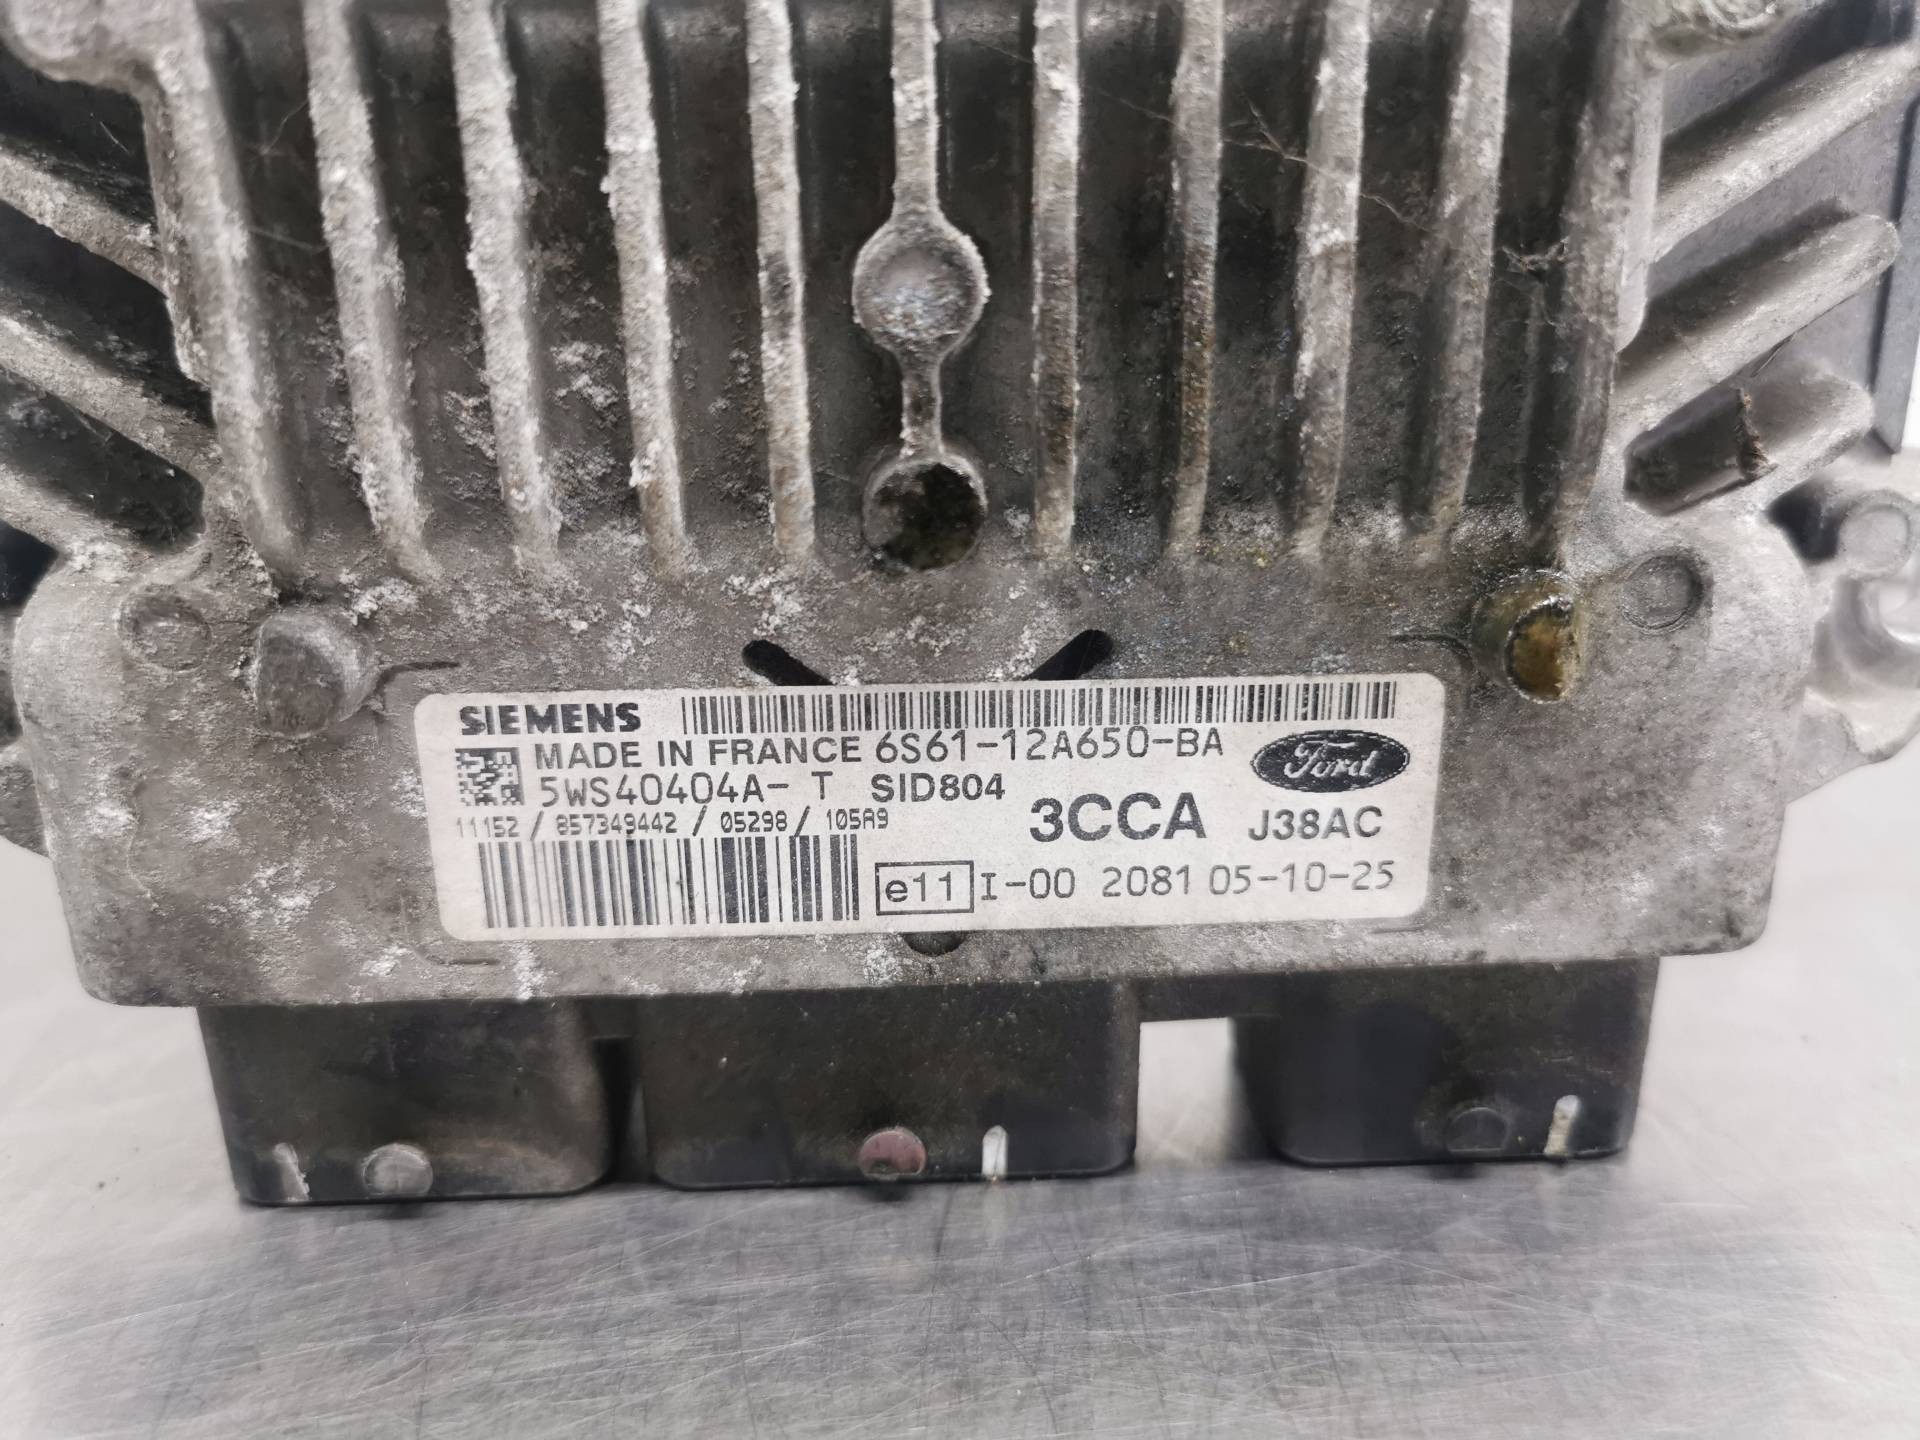 SIEMENS
MADE IN FRANCE 6S61-12A650-BA
Ford
5WS40404A- T SID804
11152 / 857349442 / 05298 / 105A9
3CCA J38AC
e11 I-00 2081 05-10-25